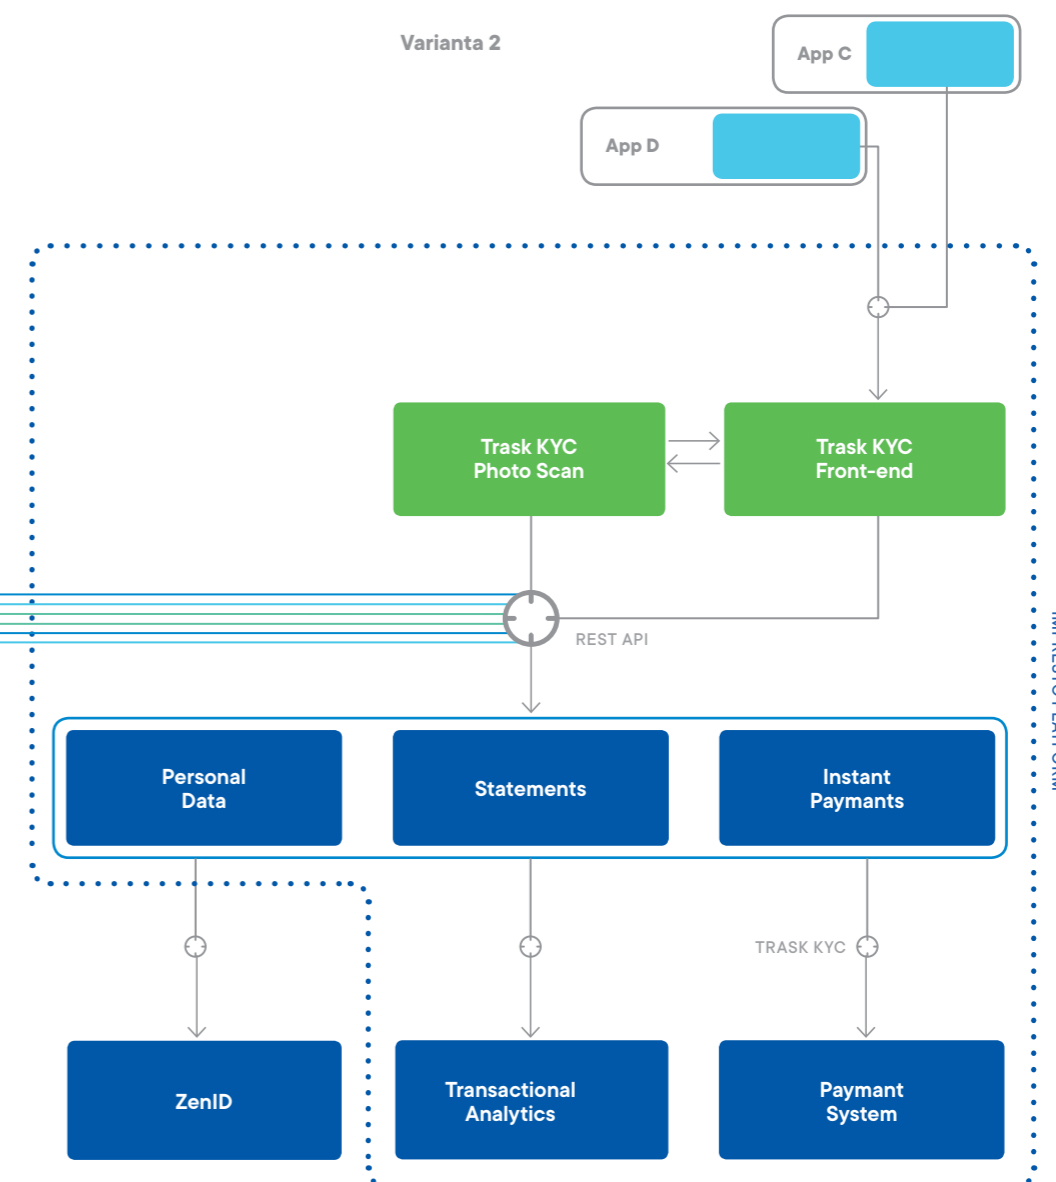 Varianta 2
App C
App D
Trask KYC
Photo Scan
Trask KYC
Front-end
REST API
Personal
Data
Statements
Instant
Paymants
TRASK KYC
ZenID
Transactional
Analytics
Paymant
System